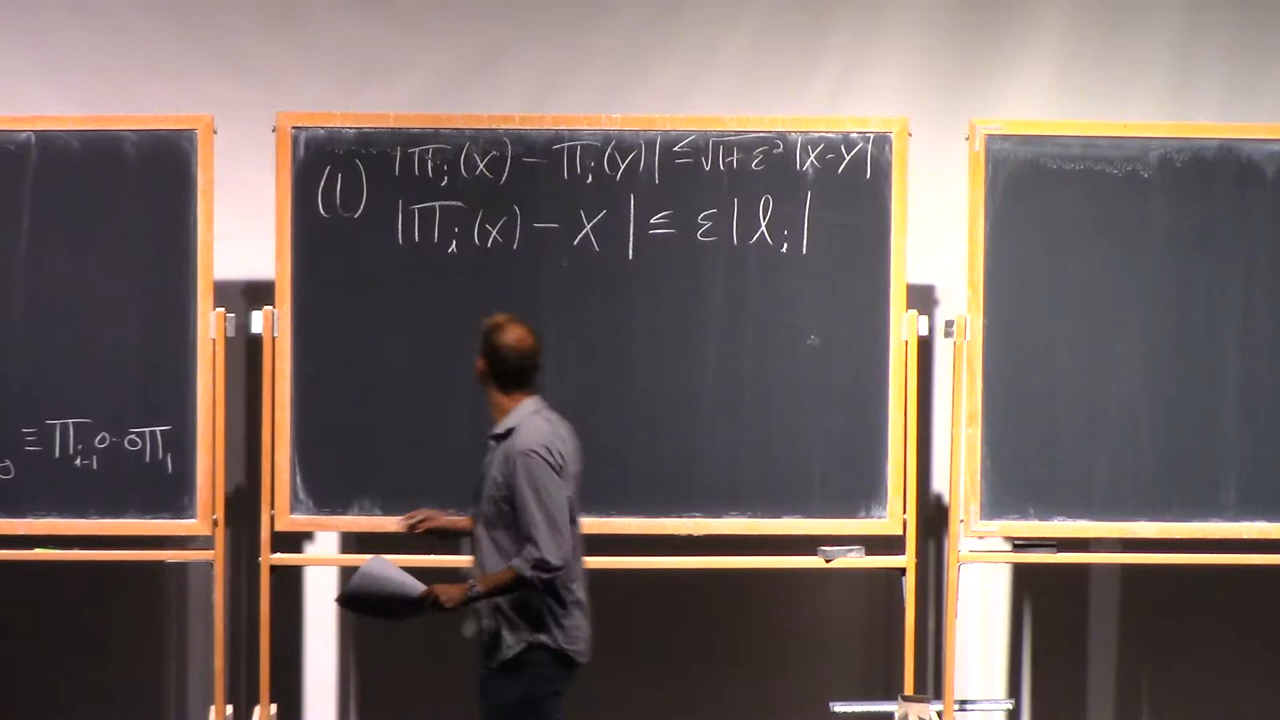 ≡ Π_{i-1}∘··∘Π_1
(1) |Π_i(x) − Π_i(y)| ≤ √(1+ε²) |x-y|
|Π_i(x) − x| ≤ ε|l_i|